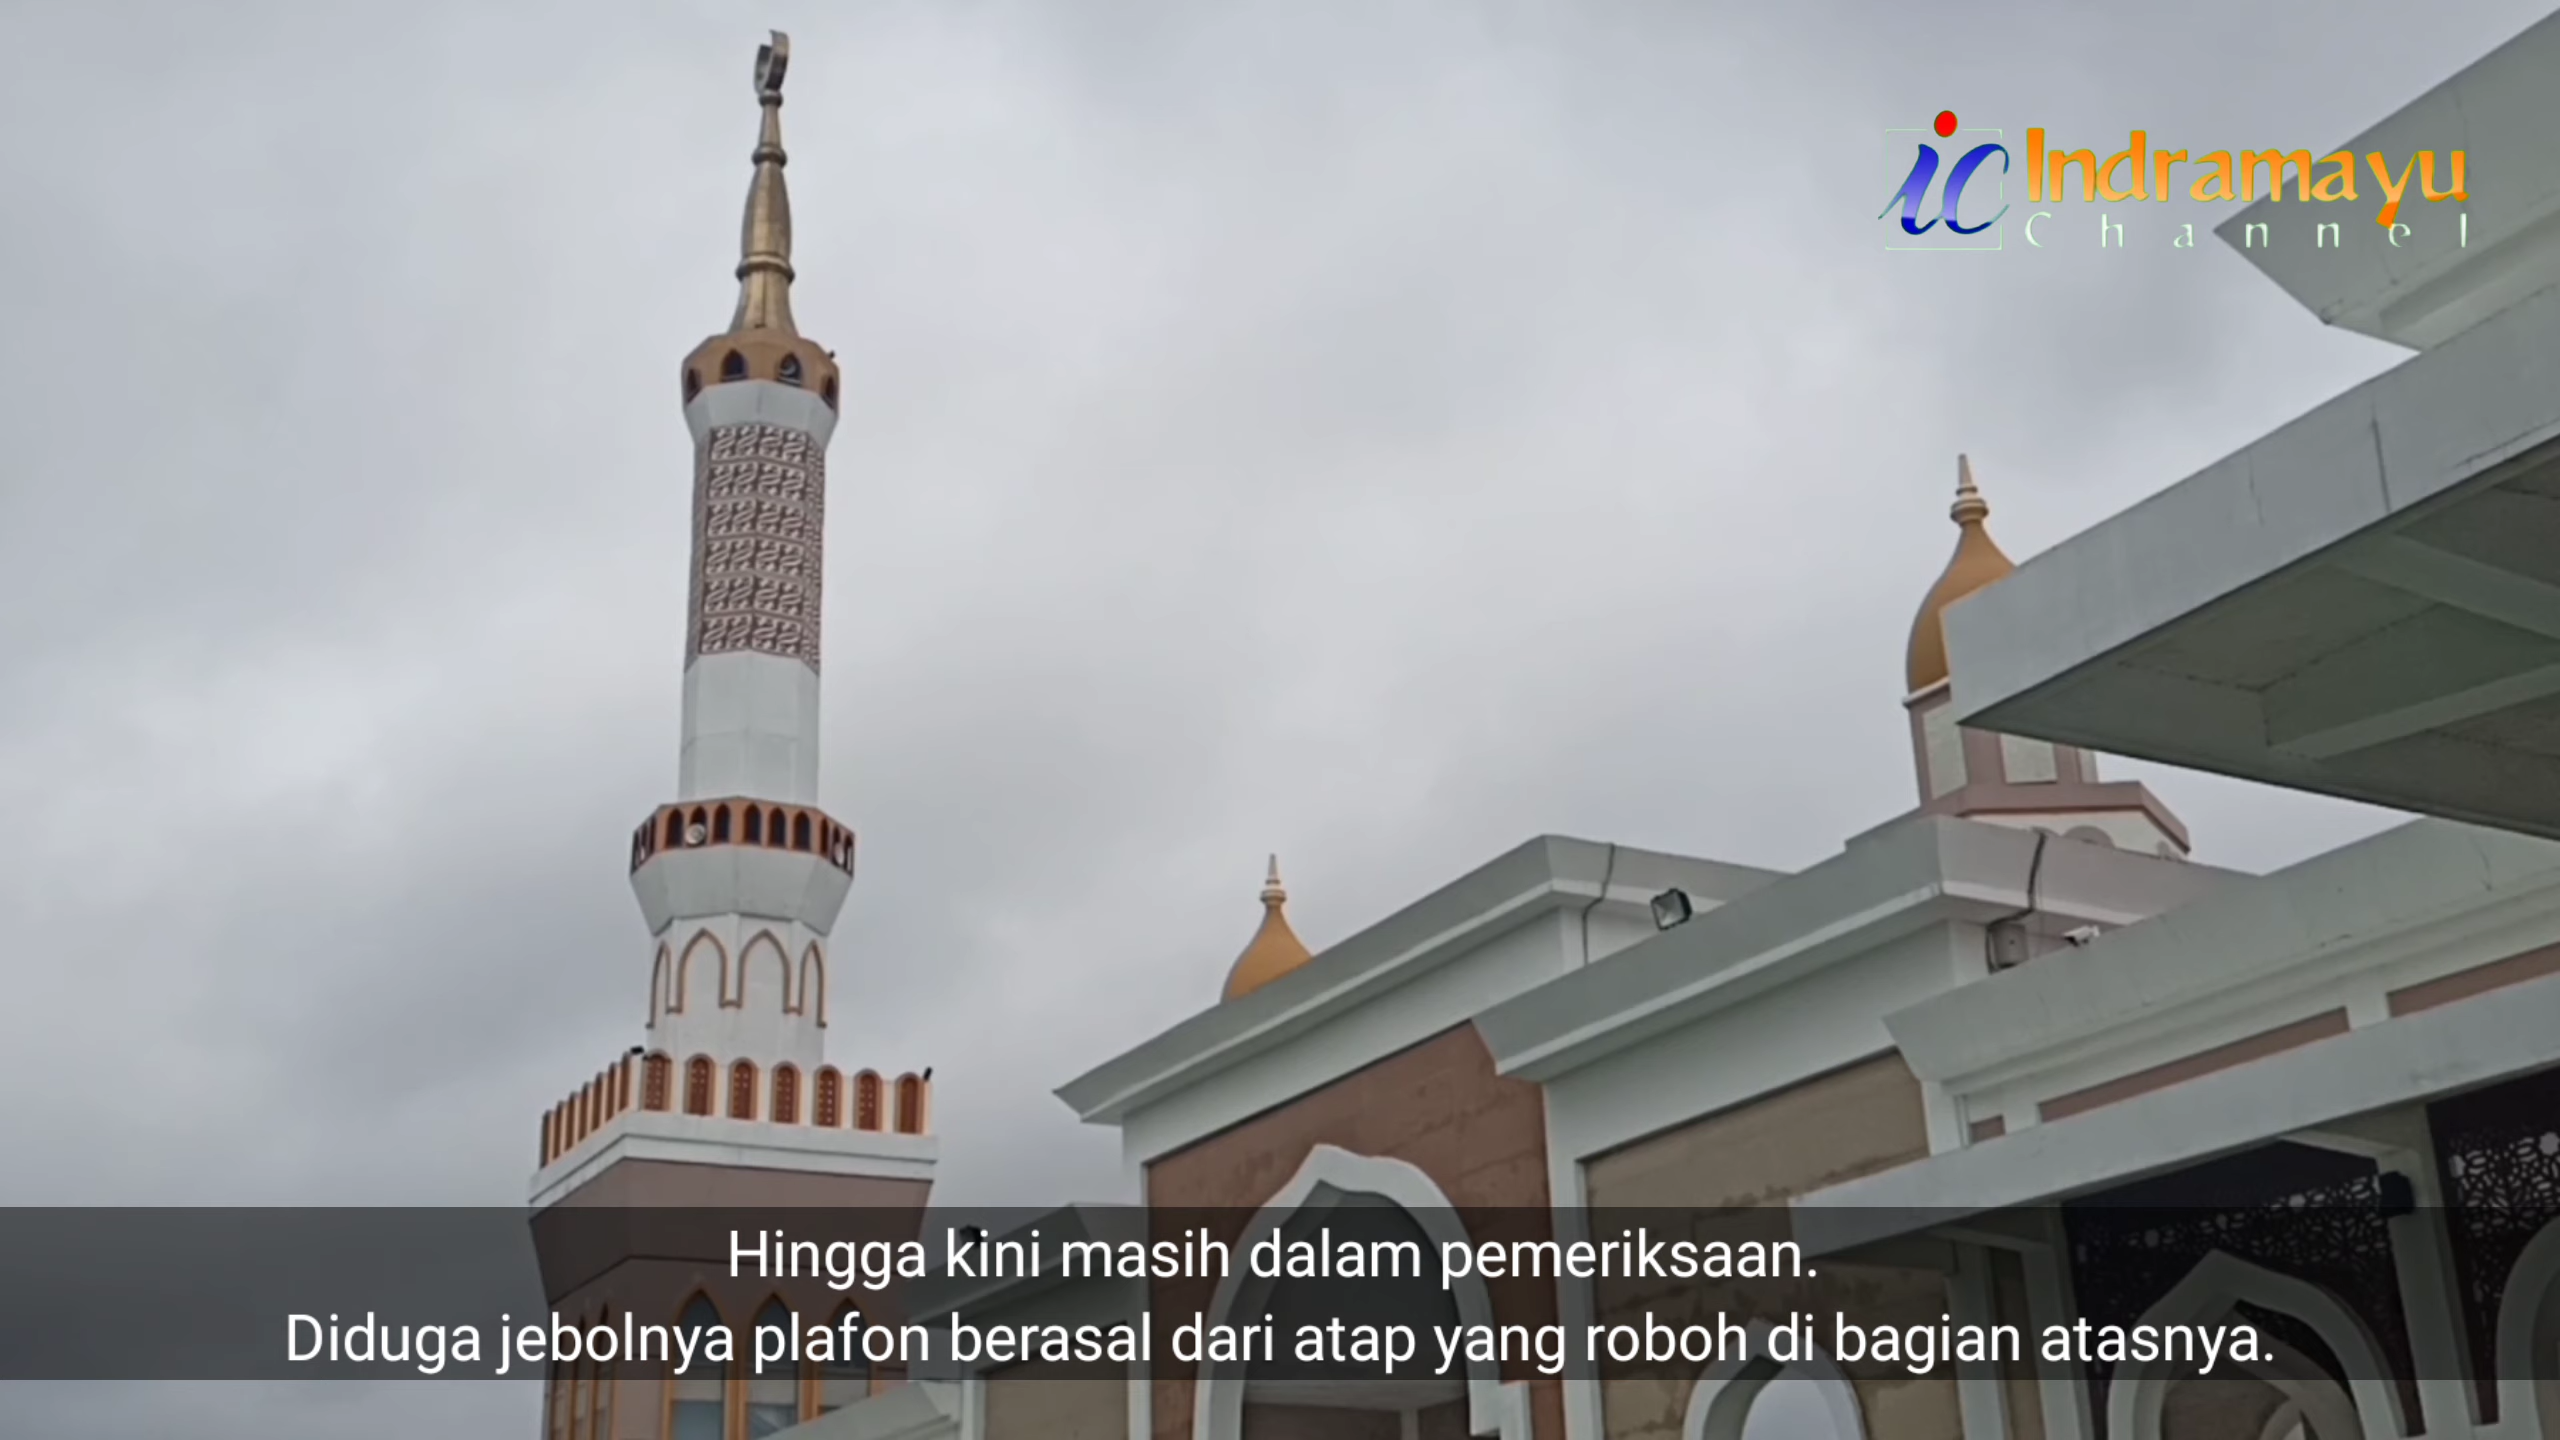 ic Indramayu
Channel
Hingga kini masih dalam pemeriksaan.
Diduga jebolnya plafon berasal dari atap yang roboh di bagian atasnya.